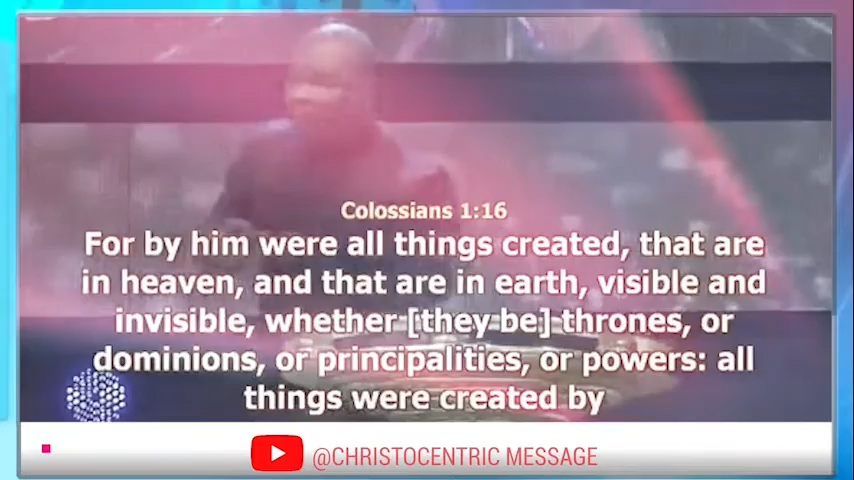 Colossians 1:16
For by him were all things created, that are
in heaven, and that are in earth, visible and
invisible, whether [they be] thrones, or
dominions, or principalities, or powers: all
things were created by
@CHRISTOCENTRIC MESSAGE